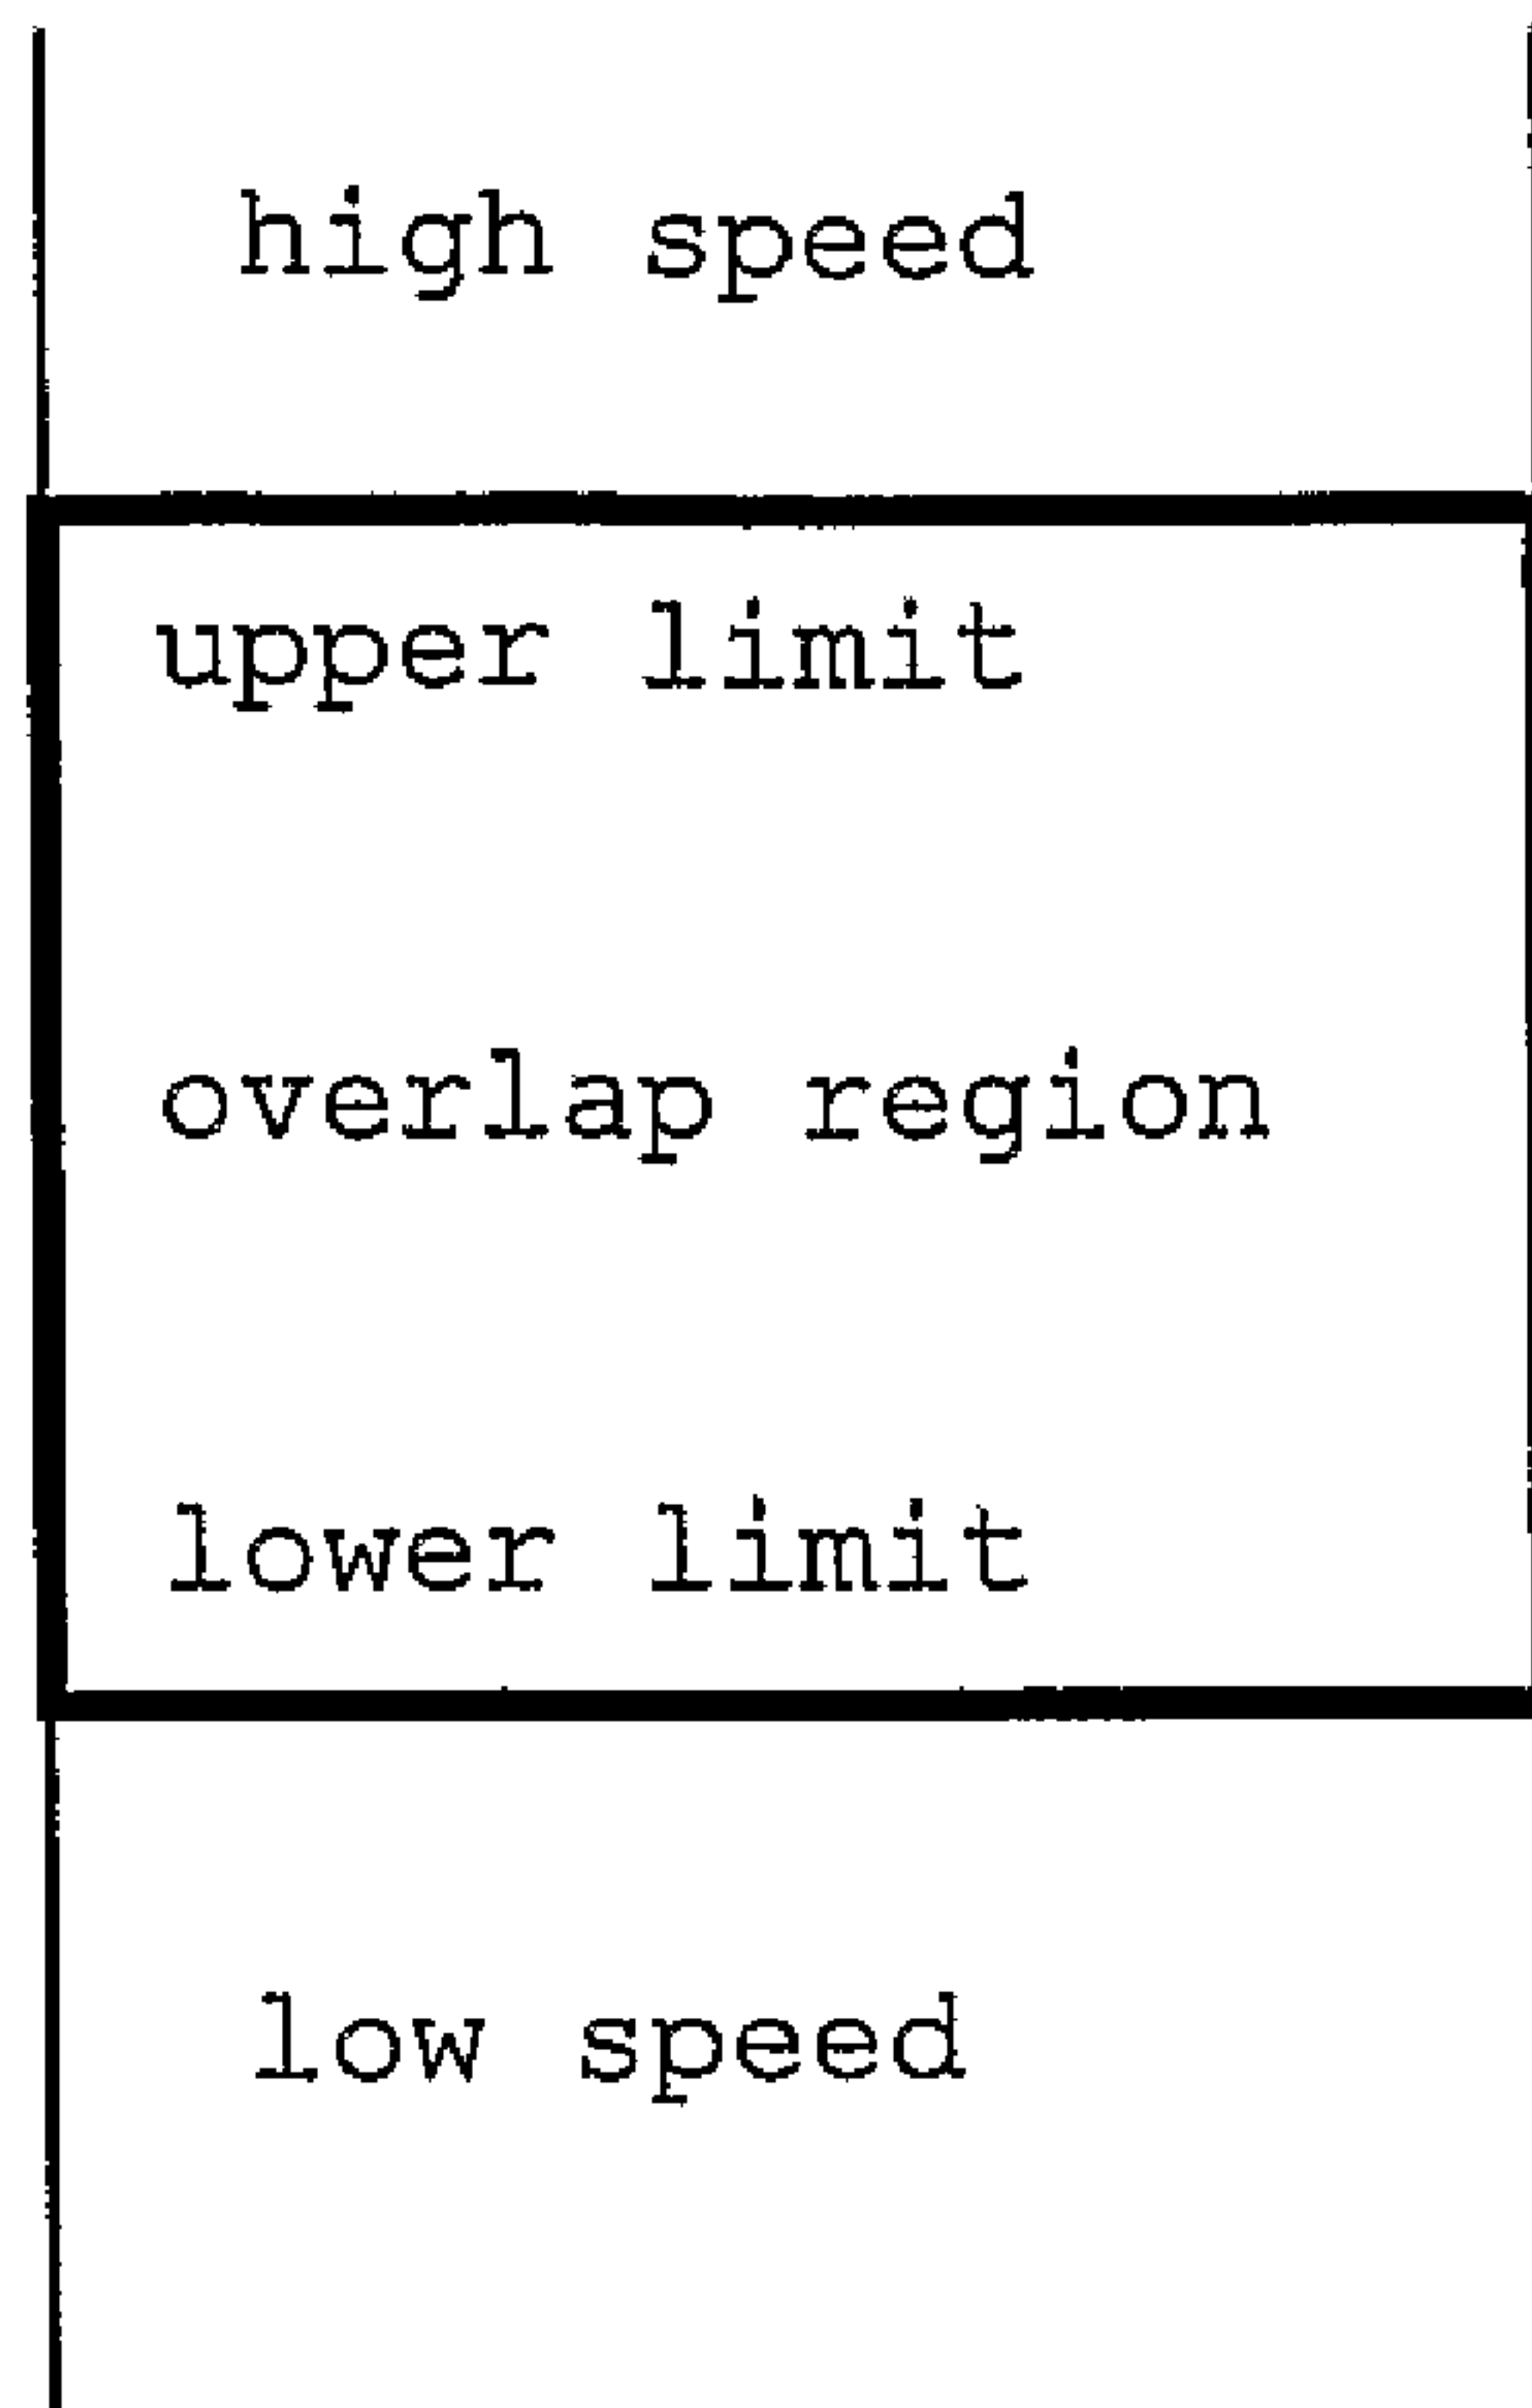 high speed
upper limit
overlap region
lower limit
low speed